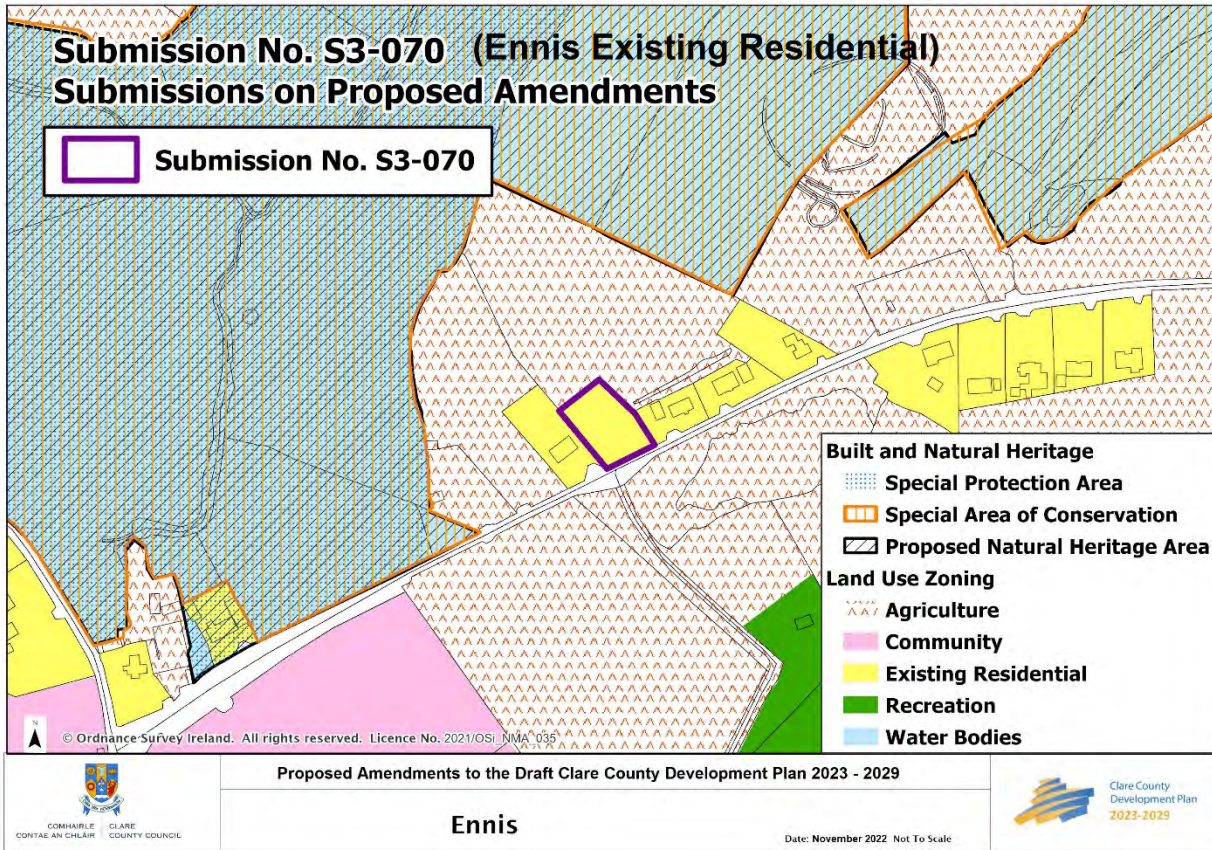 Submission No. S3-070 (Ennis Existing Residential)
Submissions on Proposed Amendments
Submission No. S3-070
Built and Natural Heritage
Special Protection Area
Special Area of Conservation
Proposed Natural Heritage Area
Land Use Zoning
Agriculture
Community
Existing Residential
Recreation
Water Bodies
N
© Ordnance Survey Ireland. All rights reserved. Licence No. 2021/OSi_NMA_035
COMHAIRLE CLARE
CONTAE AN CHLÁIR COUNTY COUNCIL
Proposed Amendments to the Draft Clare County Development Plan 2023 - 2029
Ennis
Date: November 2022 Not To Scale
Clare County
Development Plan
2023-2029